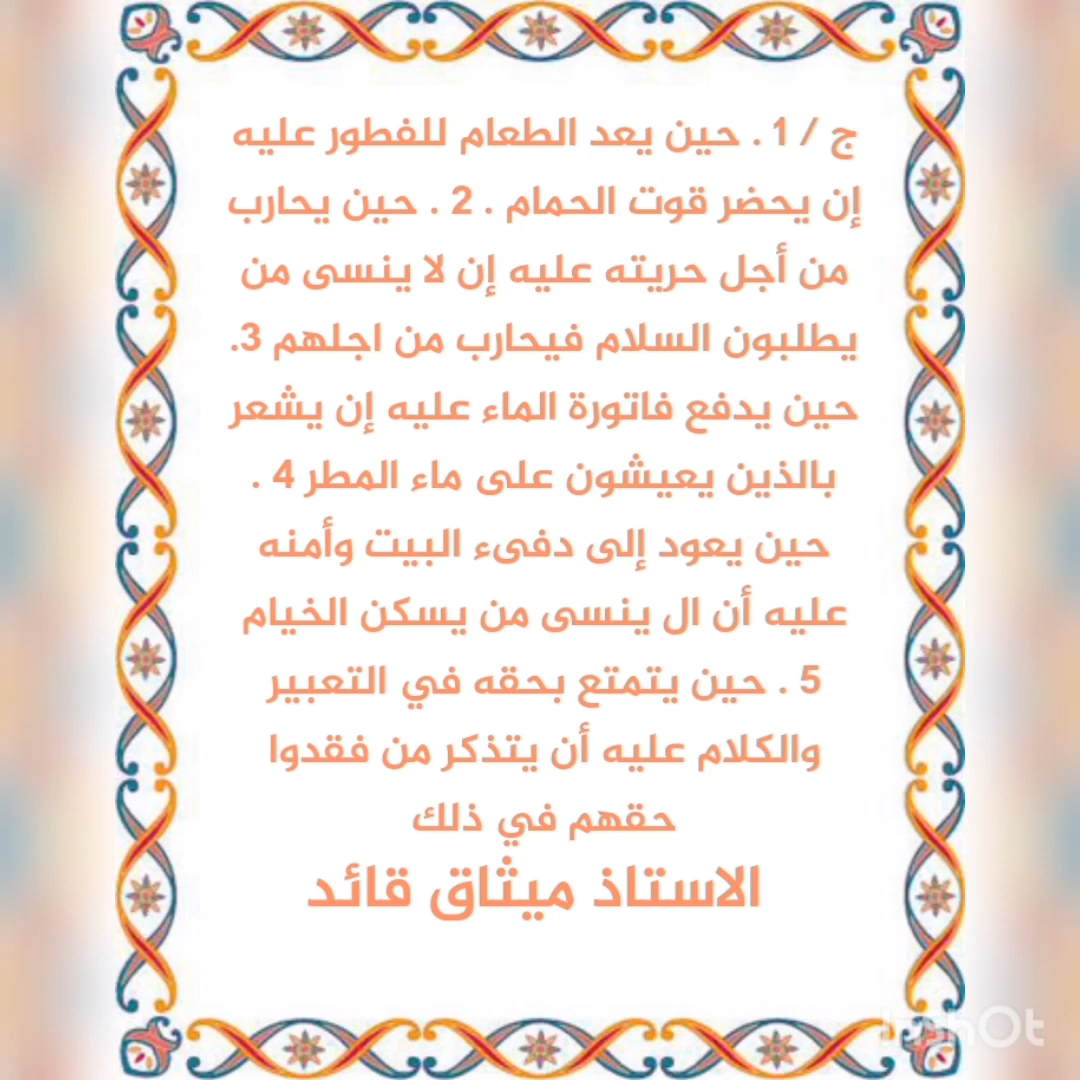 ج / 1 . حين يعد الطعام للفطور عليه
إن يحضر قوت الحمام . 2 . حين يحارب
من أجل حريته عليه إن لا ينسى من
يطلبون السلام فيحارب من اجلهم 3.
حين يدفع فاتورة الماء عليه إن يشعر
بالذين يعيشون على ماء المطر 4 .
حين يعود إلى دفىء البيت وأمنه
عليه أن ال ينسى من يسكن الخيام
5 . حين يتمتع بحقه في التعبير
والكلام عليه أن يتذكر من فقدوا
حقهم في ذلك
الاستاذ ميثاق قائد
InShOt